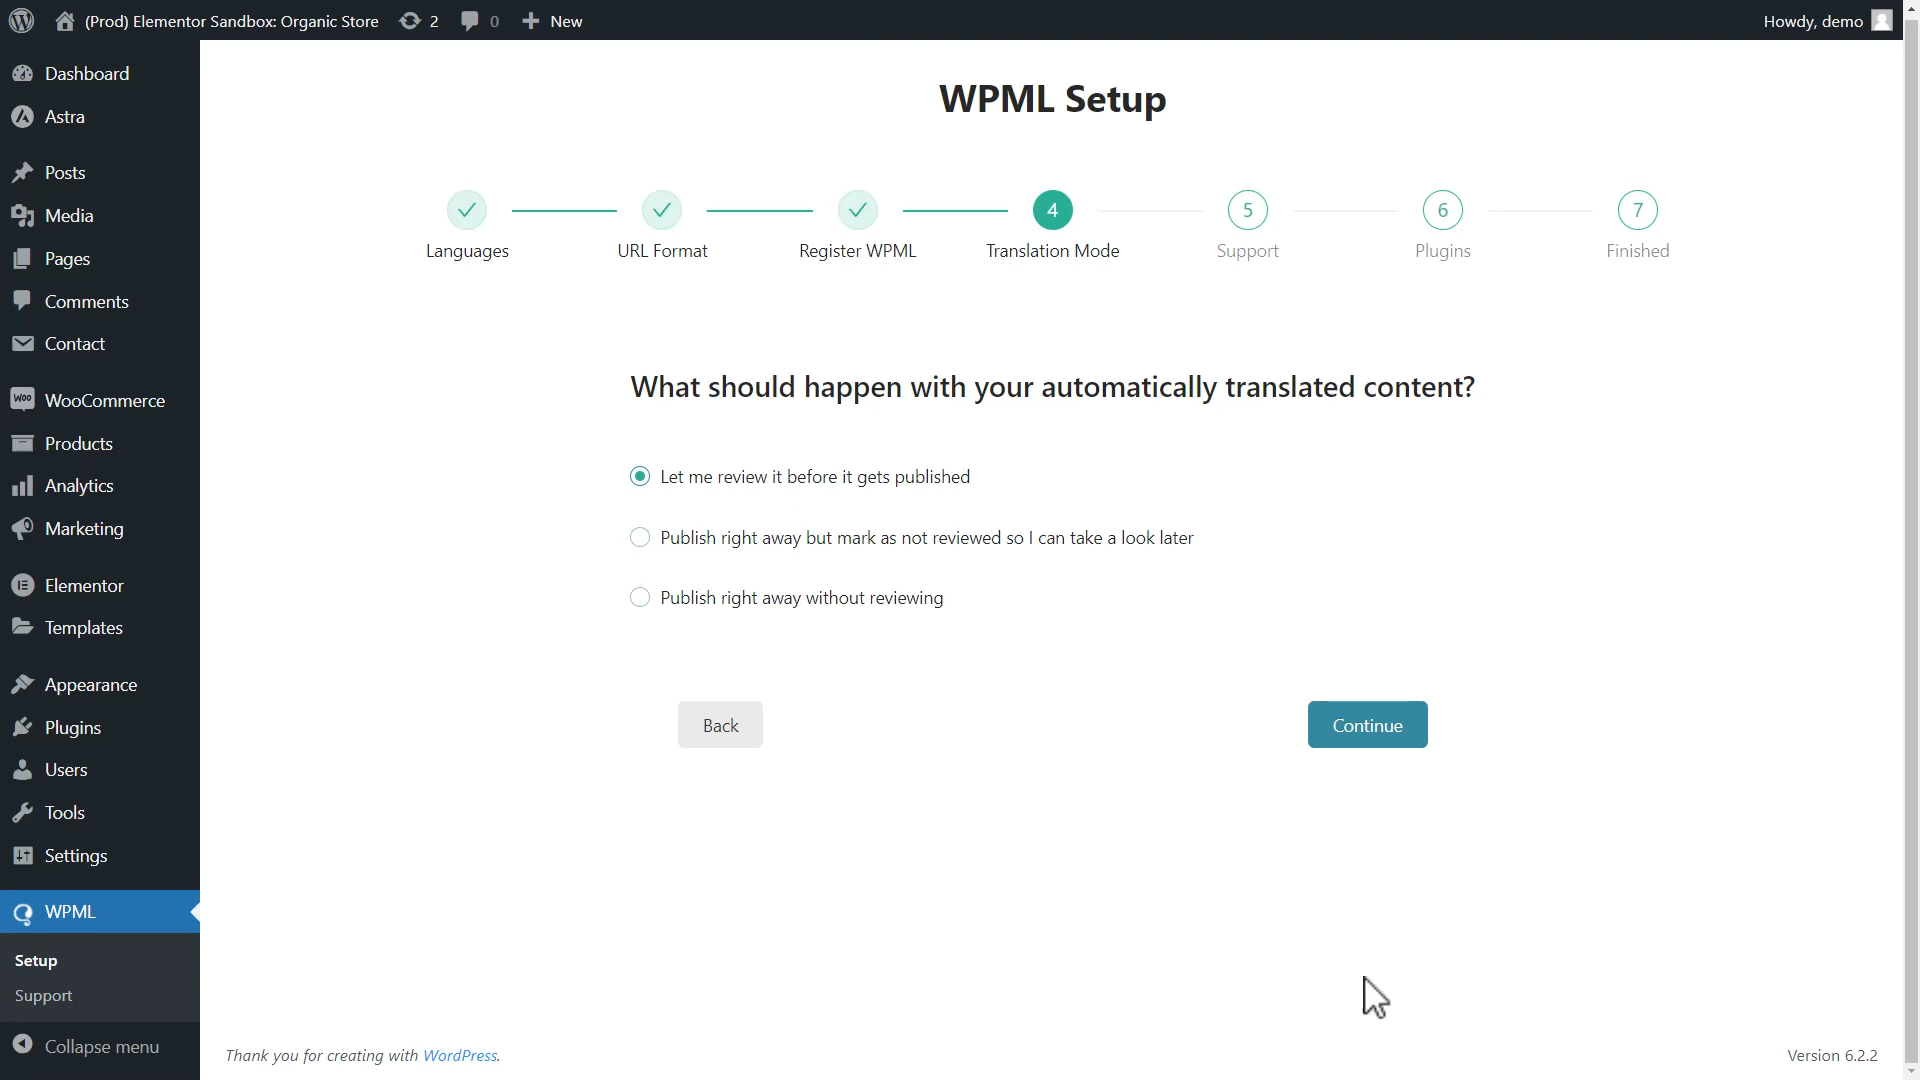 (Prod) Elementor Sandbox: Organic Store 2 0 New Howdy, demo
Dashboard
Astra
Posts
Media
Pages
Comments
Contact
WooCommerce
Products
Analytics
Marketing
Elementor
Templates
Appearance
Plugins
Users
Tools
Settings
WPML
Setup
Support
Collapse menu
WPML Setup
4 5 6 7
Languages URL Format Register WPML Translation Mode Support Plugins Finished
What should happen with your automatically translated content?
Let me review it before it gets published
Publish right away but mark as not reviewed so I can take a look later
Publish right away without reviewing
Back Continue
Thank you for creating with WordPress. Version 6.2.2